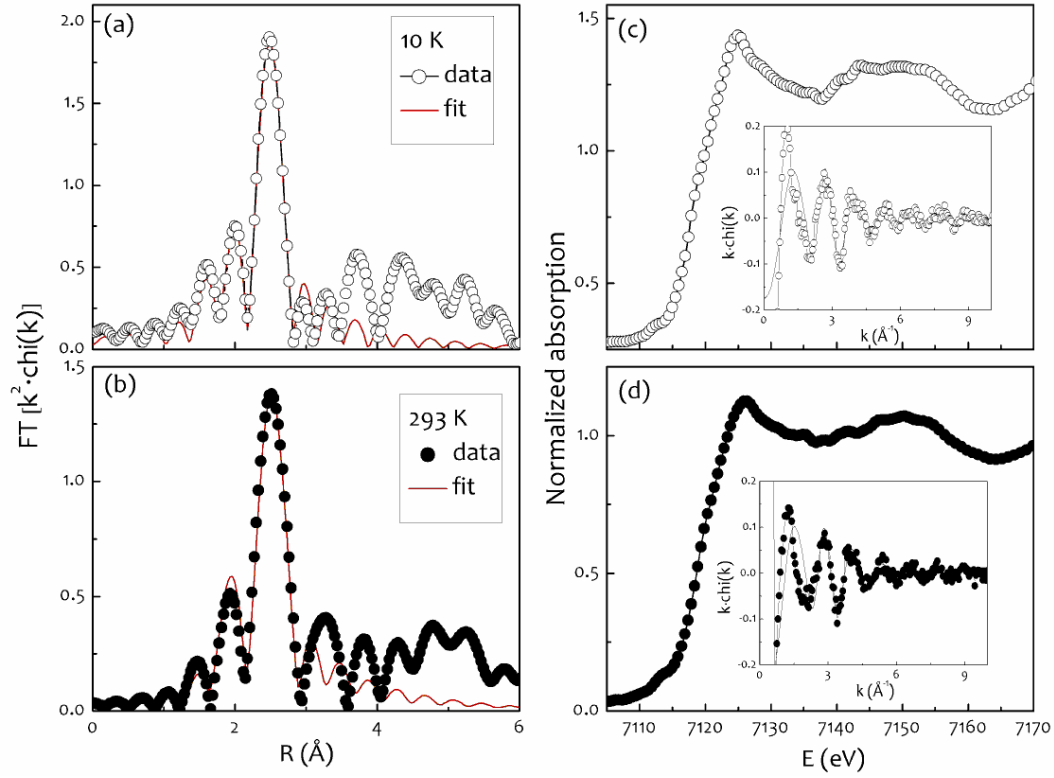 (a)
10 K
data
fit
2.0
1.5
1.0
0.5
0.0
(b)
293 K
data
fit
1.5
1.0
0.5
0.0
0 2 4 6
R (Å)
FT [k²·chi(k)]
(c)
1.5
1.0
0.5
0.2
0.1
0.0
-0.1
-0.2
0 3 6 9
k (Å⁻¹)
k·chi(k)
(d)
1.0
0.5
0.0
0.2
0.1
0.0
-0.1
-0.2
0 3 6 9
k (Å⁻¹)
k·chi(k)
7110 7120 7130 7140 7150 7160 7170
E (eV)
Normalized absorption